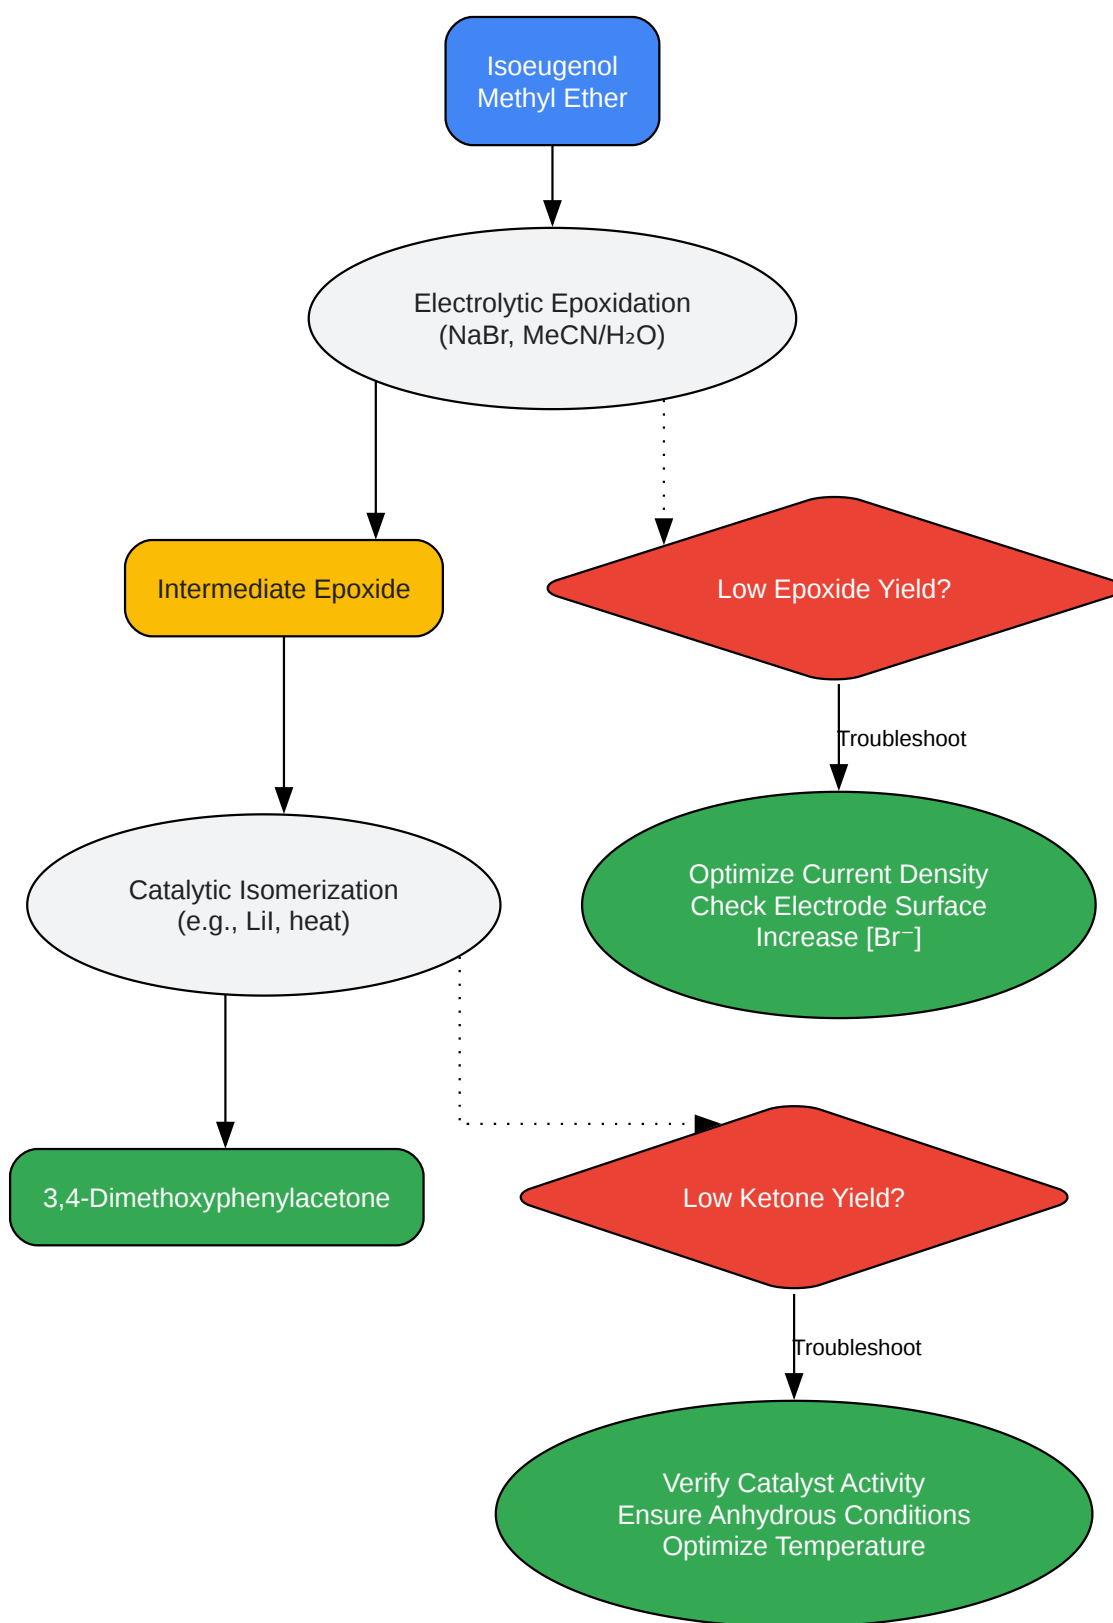 Isoeugenol
Methyl Ether
Electrolytic Epoxidation
(NaBr, MeCN/H₂O)
Intermediate Epoxide
Low Epoxide Yield?
Troubleshoot
Catalytic Isomerization
(e.g., LiI, heat)
Optimize Current Density
Check Electrode Surface
Increase [Br⁻]
3,4-Dimethoxyphenylacetone
Low Ketone Yield?
Troubleshoot
Verify Catalyst Activity
Ensure Anhydrous Conditions
Optimize Temperature